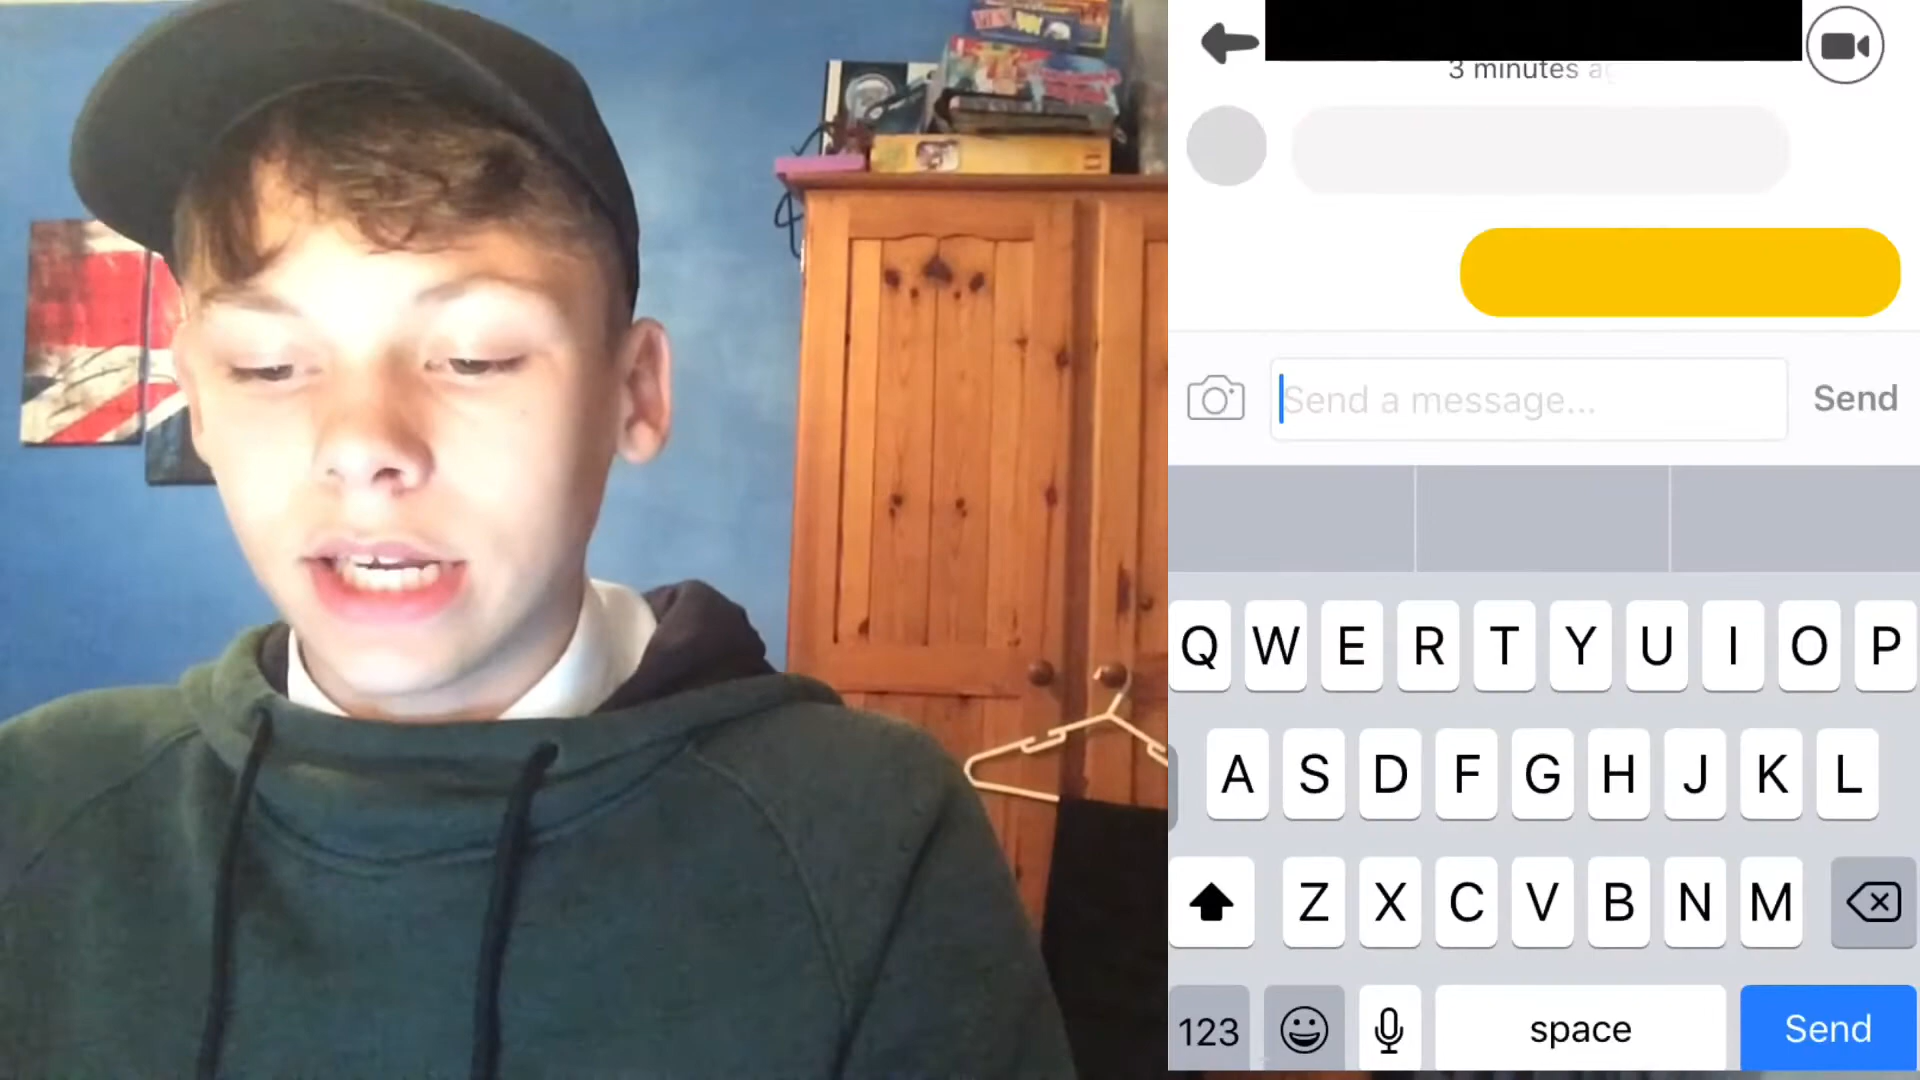 3 minutes
Send a message...
Send
Q W E R T Y U I O P
A S D F G H J K L
Z X C V B N M
123
space
Send